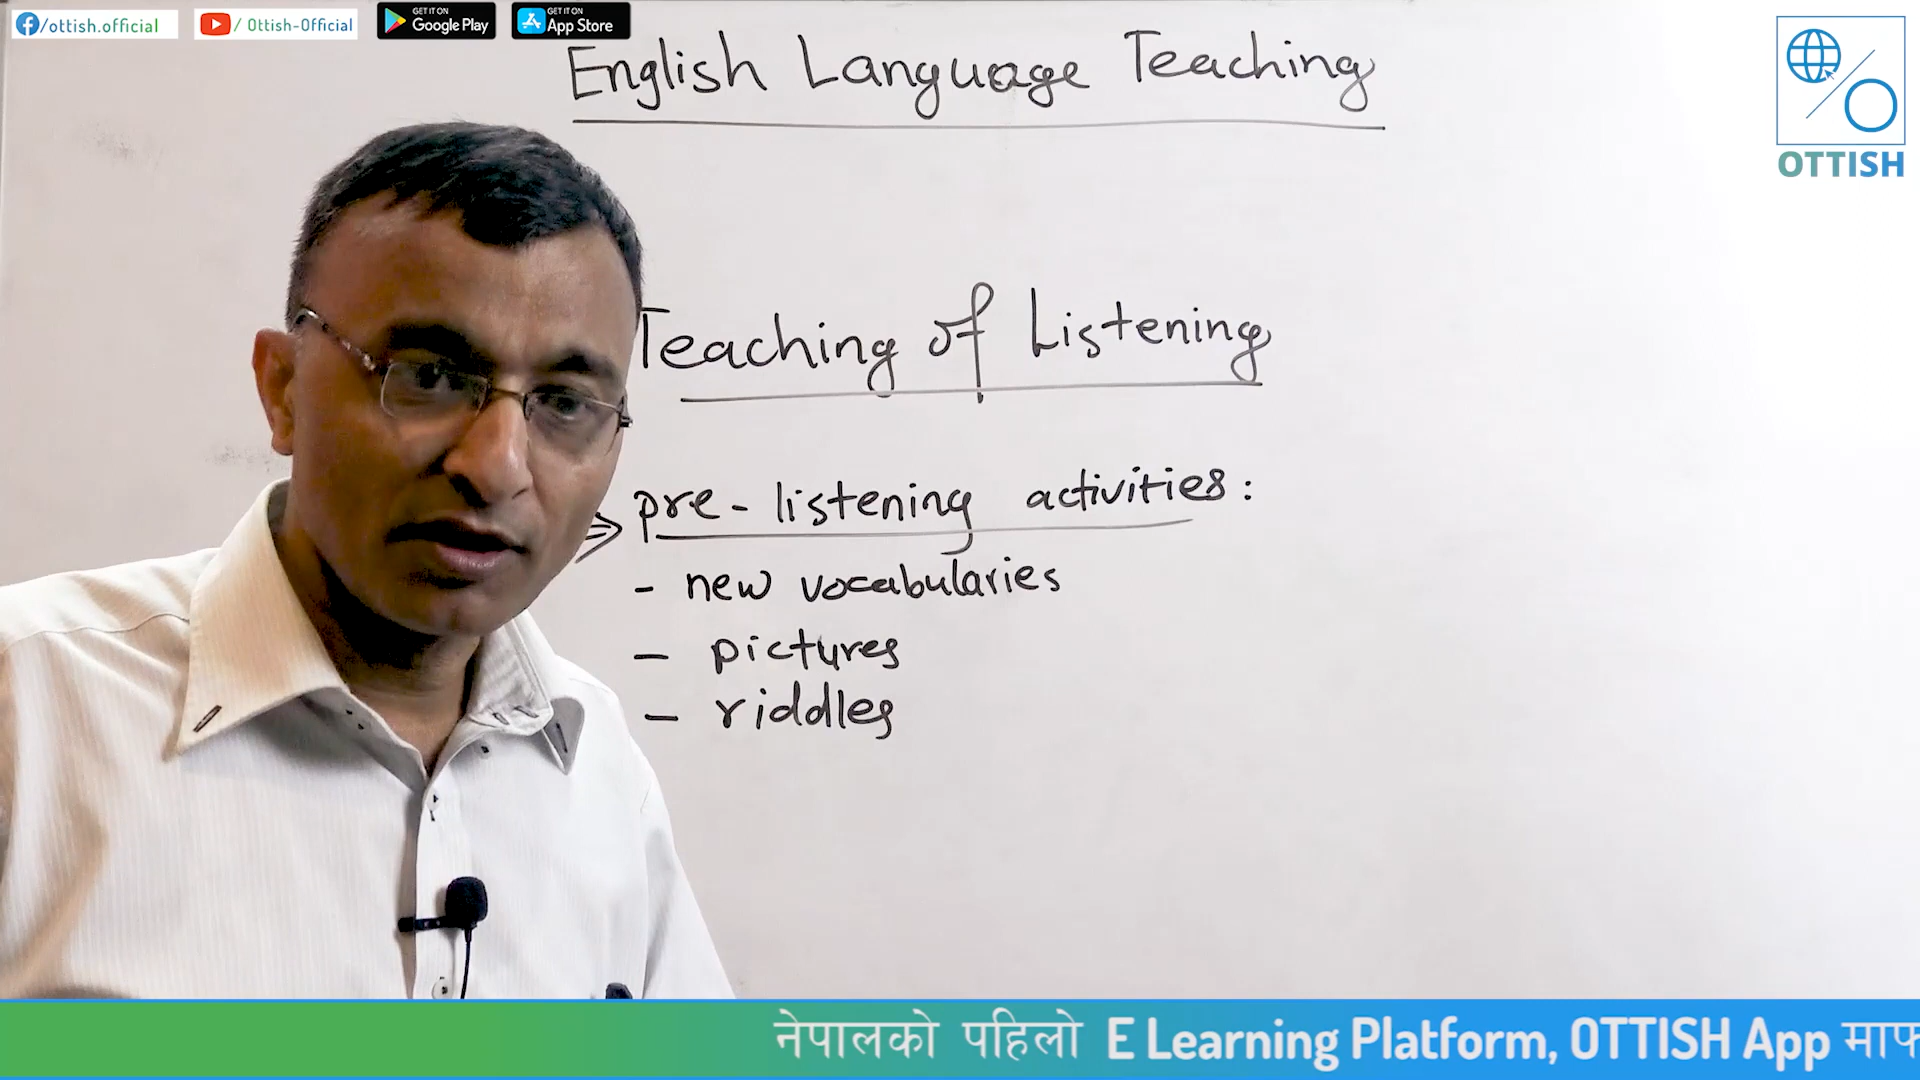 /ottish.official
/ Ottish-Official
GET IT ON
Google Play
GET IT ON
App Store
OTTISH
English Language Teaching
Teaching of Listening
⇒ pre-listening activities:
- new vocabularies
- pictures
- riddles
नेपालको पहिलो E Learning Platform, OTTISH App